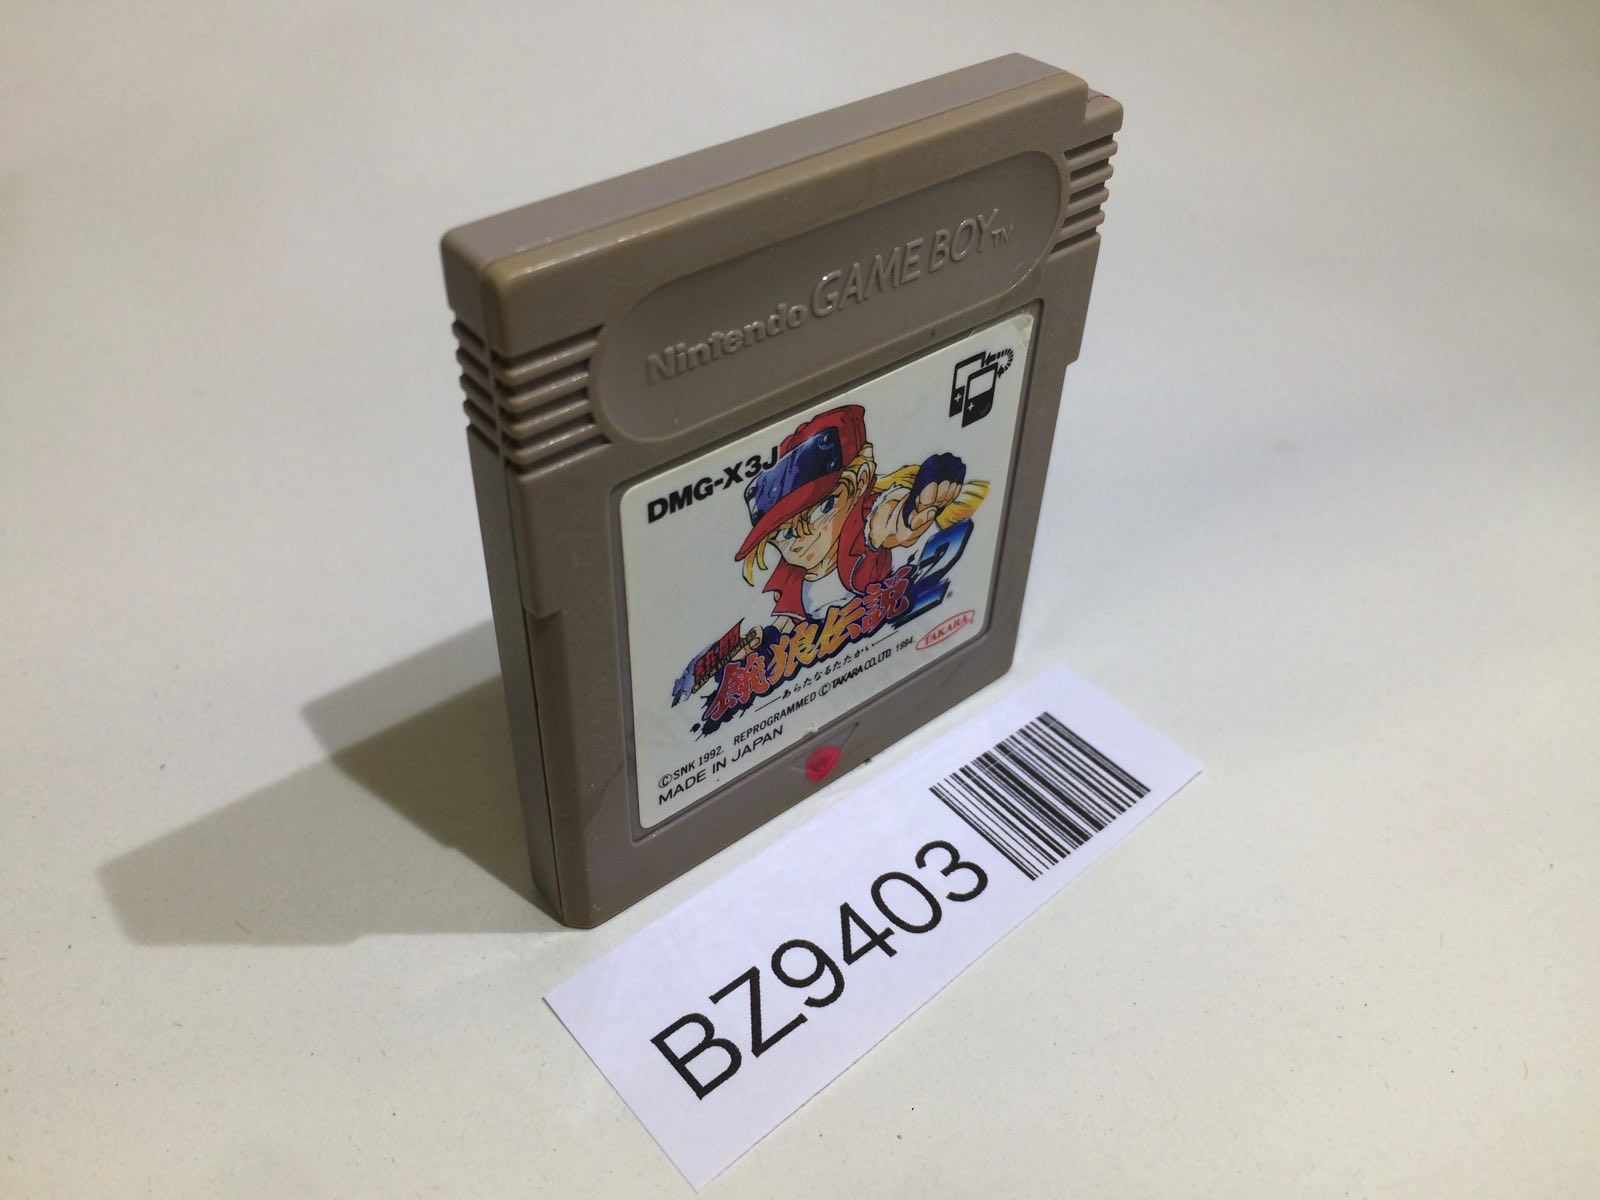 Nintendo GAME BOY™
DMG-X3J
熱闘
餓狼伝説2
あらたなるたたかい
TAKARA
©SNK 1992. REPROGRAMMED ©TAKARA CO.,LTD. 1994.
MADE IN JAPAN
BZ9403